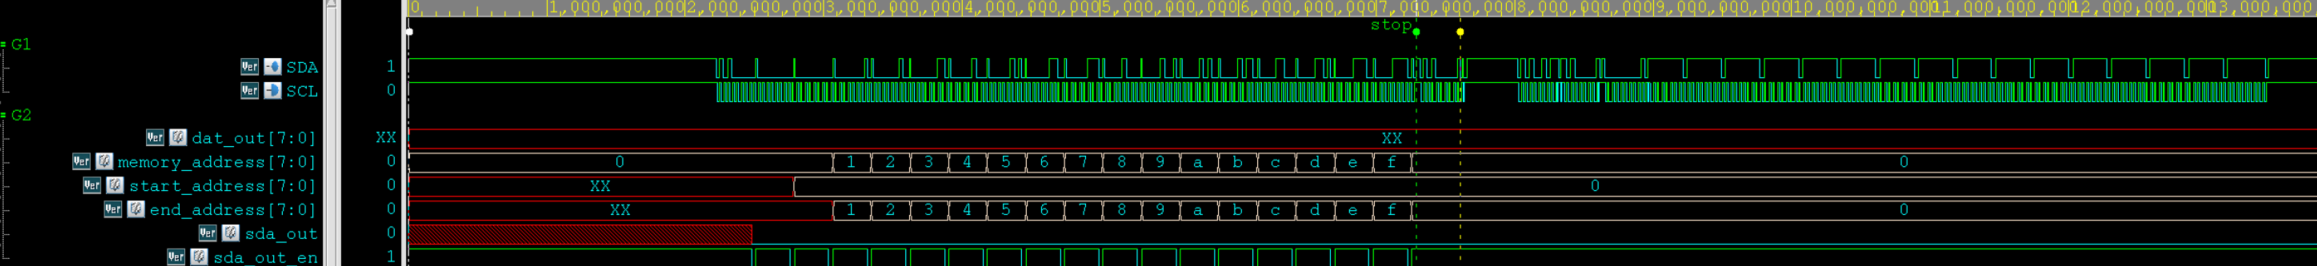 0 1,000,000,000 2,000,000,000 3,000,000,000 4,000,000,000 5,000,000,000 6,000,000,000 7,000,000,000 8,000,000,000 9,000,000,000 10,000,000,000 11,000,000,000 12,000,000,000 13,000,000,000
stop
G1
Ver SDA 1
Ver SCL 0
G2
Ver dat_out[7:0] XX XX
Ver memory_address[7:0] 0 0 1 2 3 4 5 6 7 8 9 a b c d e f 0
Ver start_address[7:0] 0 XX 0
Ver end_address[7:0] 0 XX 1 2 3 4 5 6 7 8 9 a b c d e f 0
Ver sda_out 0
Ver sda_out_en 1